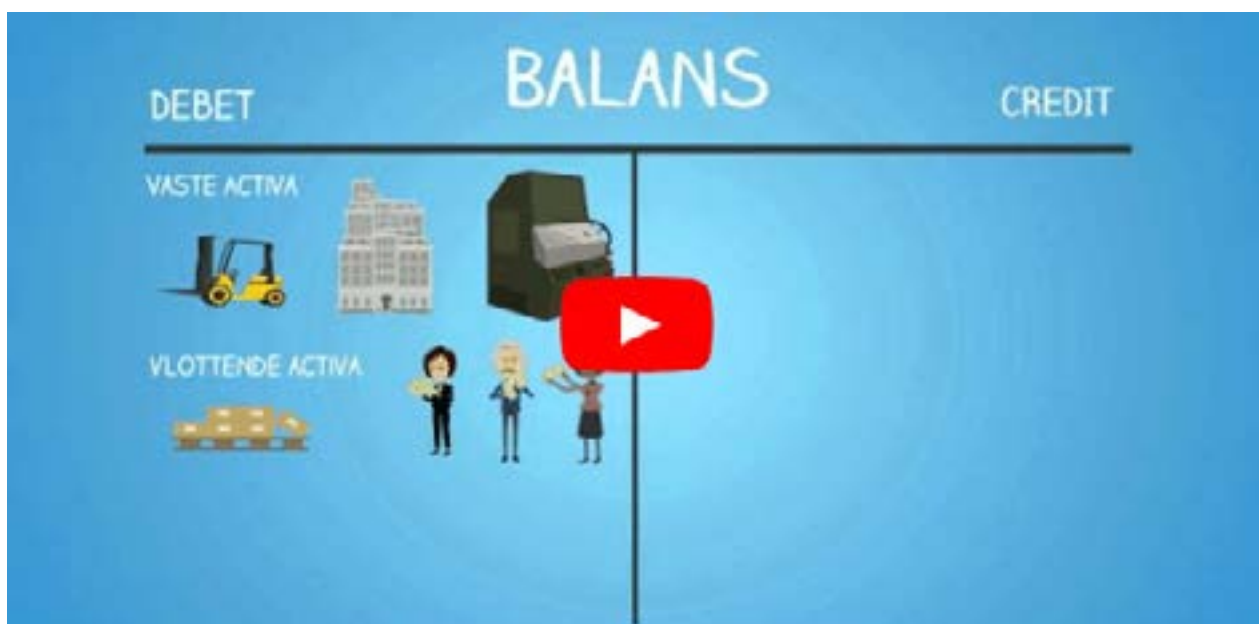 BALANS
DEBET
CREDIT
VASTE ACTIVA
VLOTTENDE ACTIVA